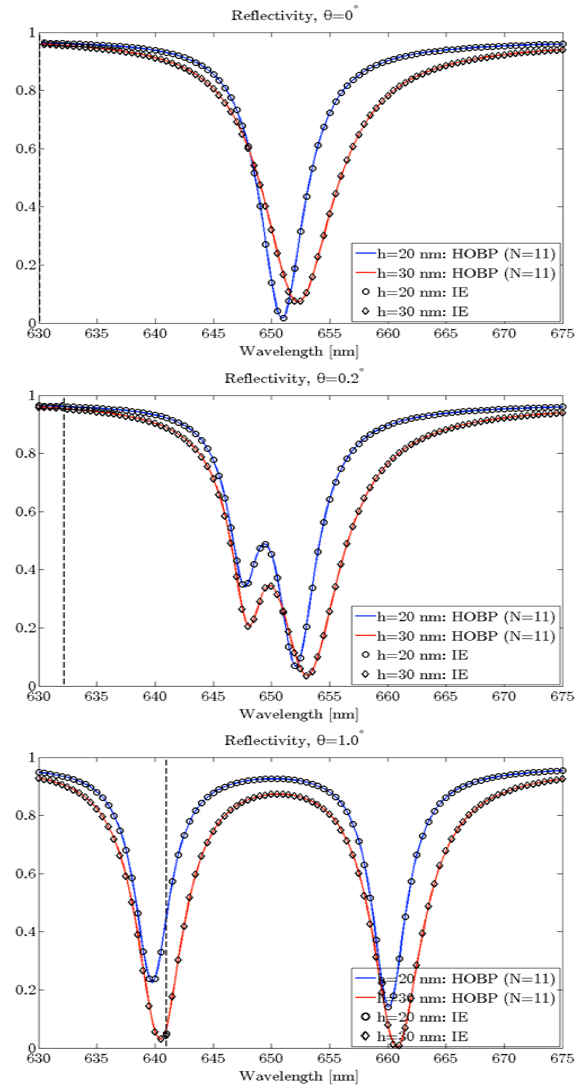 Reflectivity, θ=0°
1
0.8
0.6
0.4
0.2
0
h=20 nm: HOBP (N=11)
h=30 nm: HOBP (N=11)
h=20 nm: IE
h=30 nm: IE
630 635 640 645 650 655 660 665 670 675
Wavelength [nm]
Reflectivity, θ=0.2°
1
0.8
0.6
0.4
0.2
0
h=20 nm: HOBP (N=11)
h=30 nm: HOBP (N=11)
h=20 nm: IE
h=30 nm: IE
630 635 640 645 650 655 660 665 670 675
Wavelength [nm]
Reflectivity, θ=1.0°
1
0.8
0.6
0.4
0.2
0
h=20 nm: HOBP (N=11)
h=30 nm: HOBP (N=11)
h=20 nm: IE
h=30 nm: IE
630 635 640 645 650 655 660 665 670 675
Wavelength [nm]